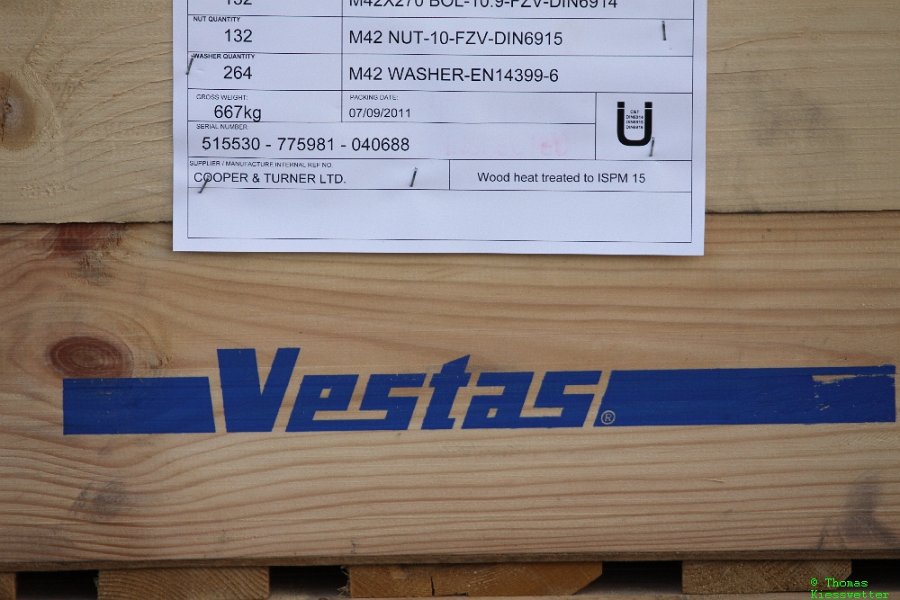 132 M42X270 BOL-10.9-FZV-DIN6914
NUT QUANTITY
132 M42 NUT-10-FZV-DIN6915
WASHER QUANTITY
264 M42 WASHER-EN14399-6
GROSS WEIGHT: PACKING DATE:
667kg 07/09/2011
SERIAL NUMBER:
515530 - 775981 - 040688
SUPPLIER / MANUFACTURE INTERNAL REF NO.
COOPER & TURNER LTD. Wood heat treated to ISPM 15
Vestas®
© Thomas
Kiesswetter